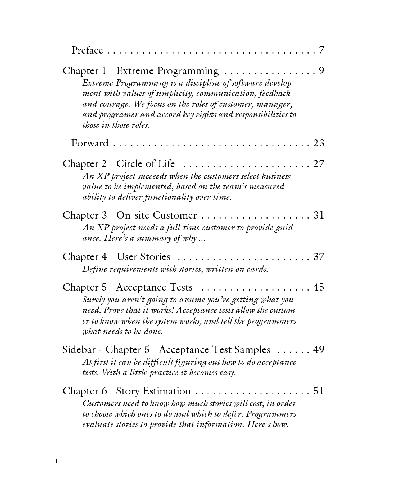 Preface . . . . . . . . . . . . . . . . . . . . . . . . . . . . . . . . . . 7
Chapter 1 Extreme Programming . . . . . . . . . . . . . . . . 9
Extreme Programming is a discipline of software develop
ment with values of simplicity, communication, feedback
and courage. We focus on the roles of customer, manager,
and programmer and accord key rights and responsibilities to
those in those roles.
Forward . . . . . . . . . . . . . . . . . . . . . . . . . . . . . . . . . 23
Chapter 2 Circle of Life . . . . . . . . . . . . . . . . . . . . . . 27
An XP project succeeds when the customers select business
value to be implemented, based on the team's measured
ability to deliver functionality over time.
Chapter 3 On-site Customer . . . . . . . . . . . . . . . . . . . 31
An XP project needs a full time customer to provide guid
ance. Here's a summary of why ...
Chapter 4 User Stories . . . . . . . . . . . . . . . . . . . . . . . 37
Define requirements with stories, written on cards.
Chapter 5 Acceptance Tests . . . . . . . . . . . . . . . . . . . 45
Surely you aren't going to assume you're getting what you
need. Prove that it works! Acceptance tests allow the custom
er to know when the system works, and tell the programmers
what needs to be done.
Sidebar - Chapter 6 Acceptance Test Samples . . . . . . 49
At first it can be difficult figuring out how to do acceptance
tests. With a little practice it becomes easy.
Chapter 6 Story Estimation . . . . . . . . . . . . . . . . . . . . 51
Customers need to know how much stories will cost, in order
to choose which ones to do and which to defer. Programmers
evaluate stories to provide that information. Here's how.